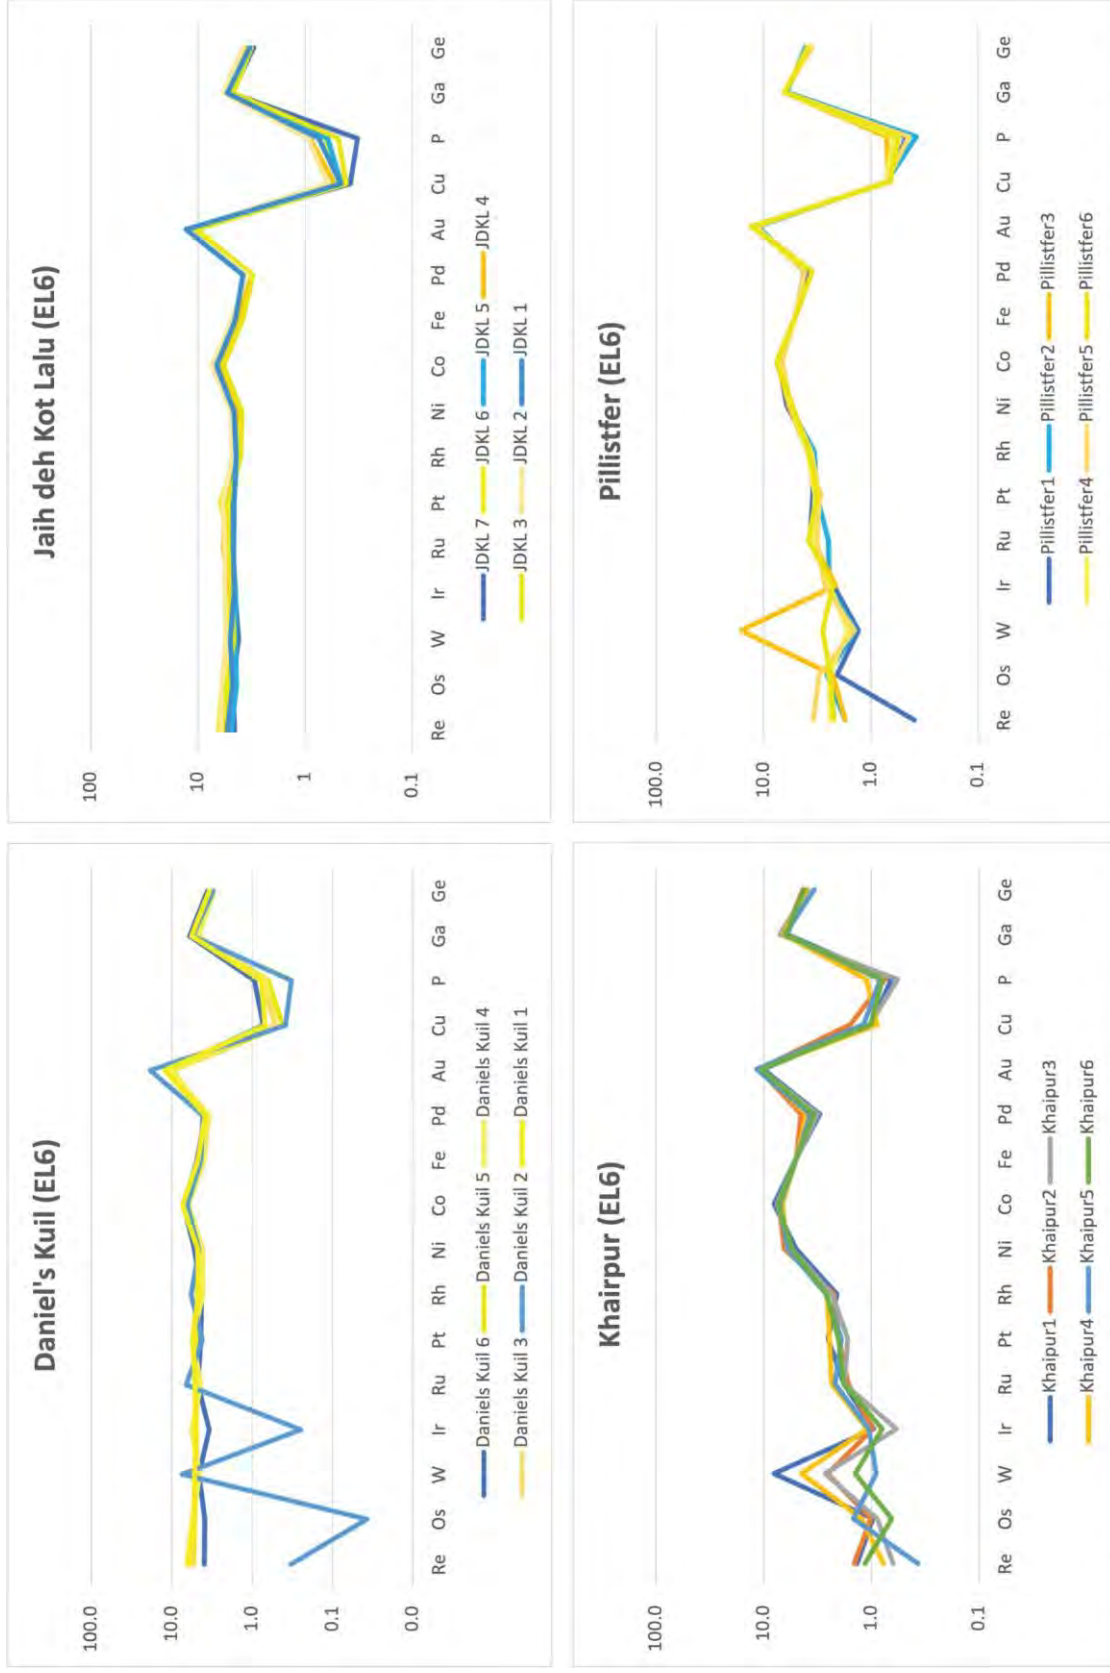 Daniel's Kuil (EL6)
100.0
10.0
1.0
0.1
0.0
Re Os W Ir Ru Pt Rh Ni Co Fe Pd Au Cu P Ga Ge
Daniels Kuil 6 Daniels Kuil 5 Daniels Kuil 4
Daniels Kuil 3 Daniels Kuil 2 Daniels Kuil 1
Jaih deh Kot Lalu (EL6)
100
10
1
0.1
Re Os W Ir Ru Pt Rh Ni Co Fe Pd Au Cu P Ga Ge
JDKL 7 JDKL 6 JDKL 5 JDKL 4
JDKL 3 JDKL 2 JDKL 1
Khairpur (EL6)
100.0
10.0
1.0
0.1
Re Os W Ir Ru Pt Rh Ni Co Fe Pd Au Cu P Ga Ge
Khaipur1 Khaipur2 Khaipur3
Khaipur4 Khaipur5 Khaipur6
Pillistfer (EL6)
100.0
10.0
1.0
0.1
Re Os W Ir Ru Pt Rh Ni Co Fe Pd Au Cu P Ga Ge
Pillistfer1 Pillistfer2 Pillistfer3
Pillistfer4 Pillistfer5 Pillistfer6